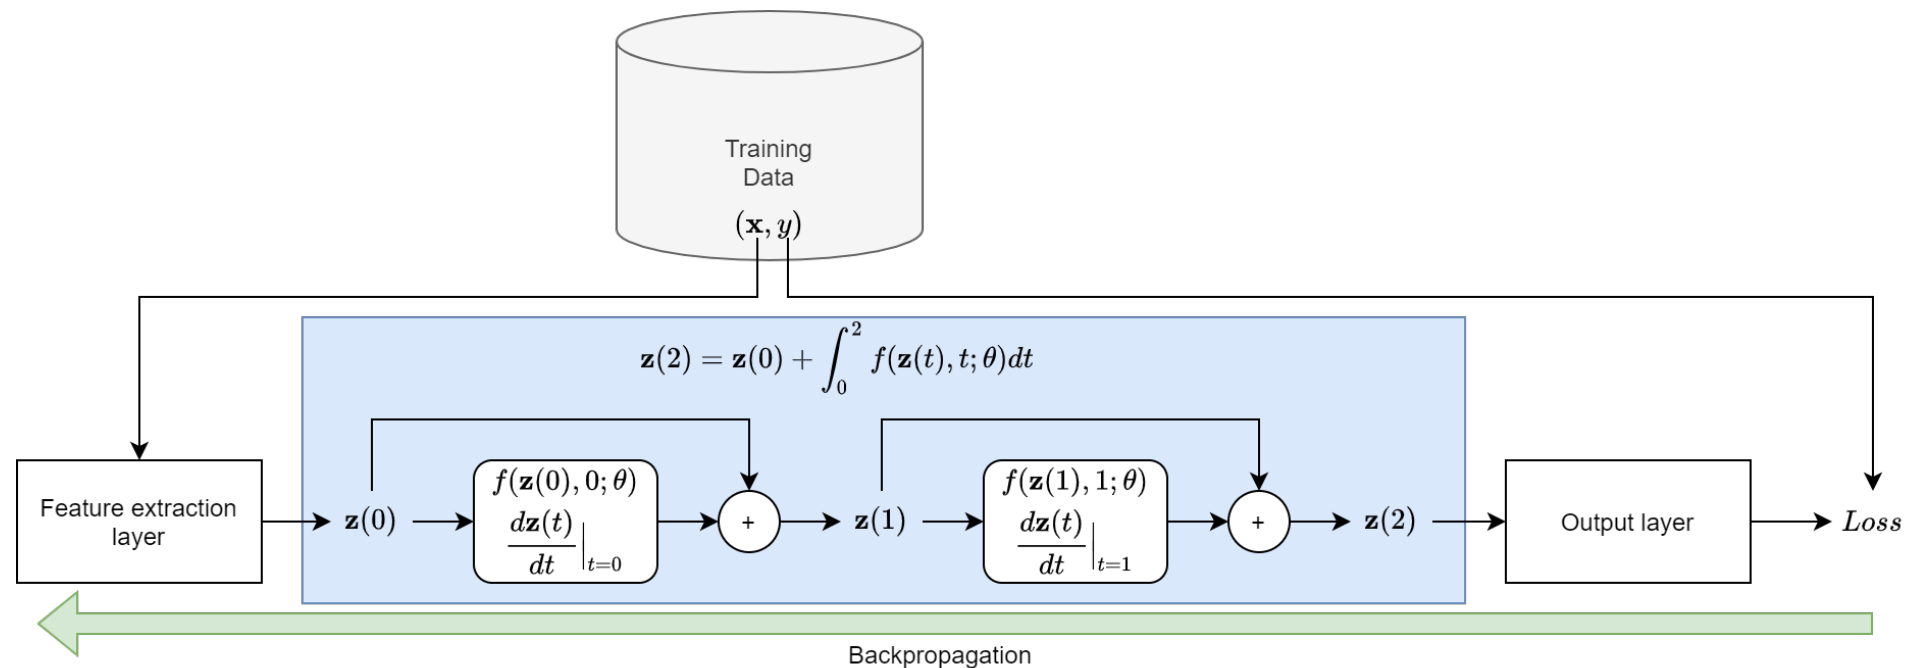 Training
Data
(x, y)
z(2) = z(0) + ∫₀² f(z(t), t; θ)dt
Feature extraction
layer
z(0)
f(z(0), 0; θ)
dz(t)/dt |t=0
+
z(1)
f(z(1), 1; θ)
dz(t)/dt |t=1
+
z(2)
Output layer
Loss
Backpropagation